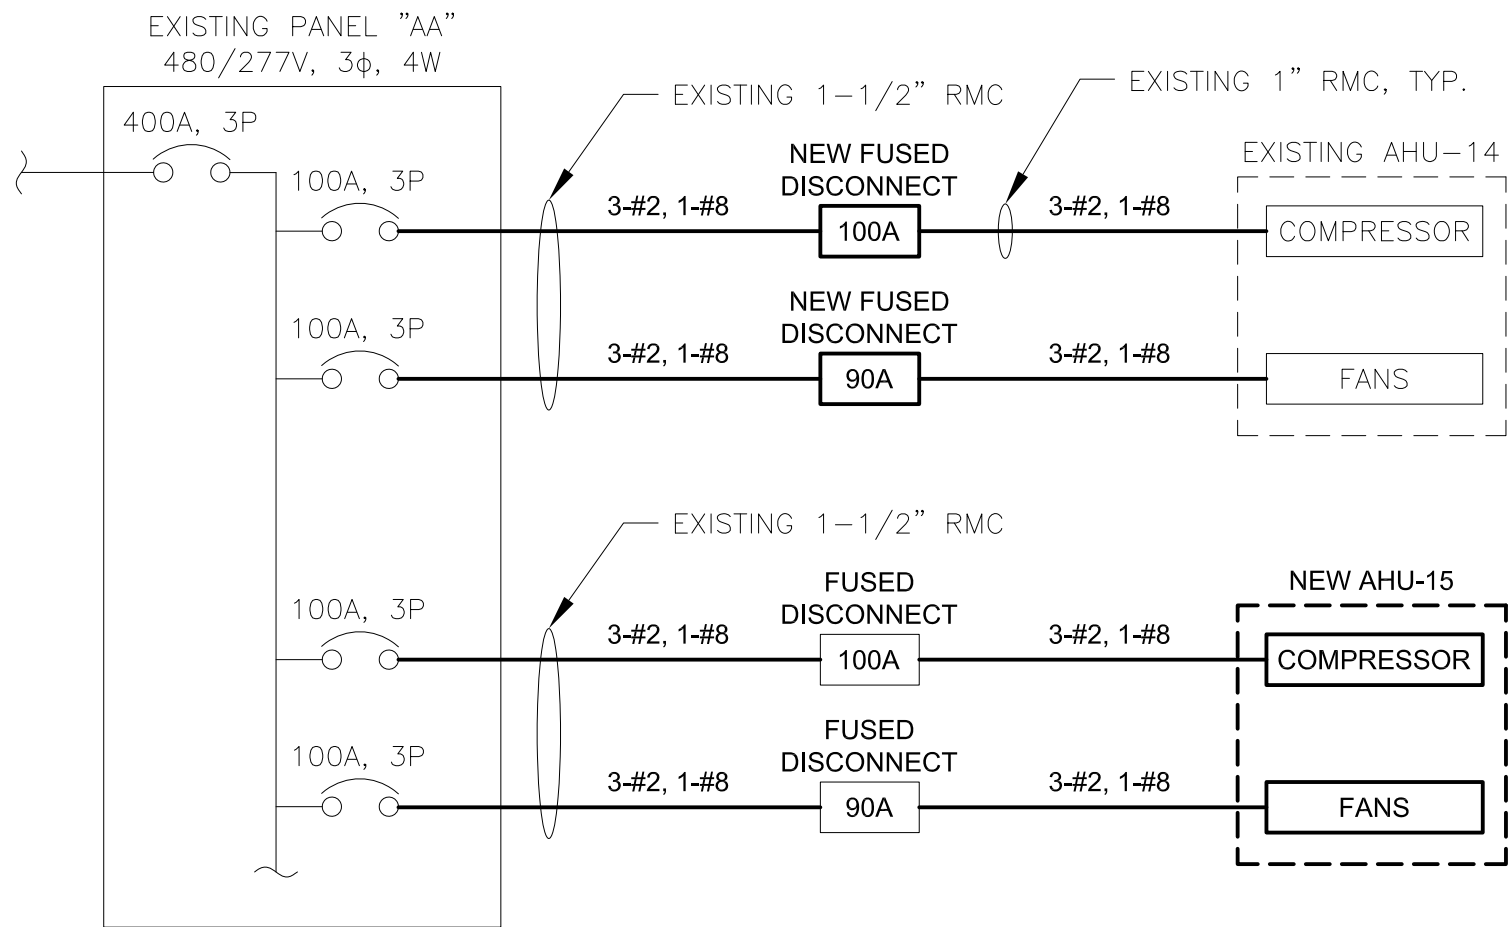 EXISTING PANEL "AA"
480/277V, 3ϕ, 4W
400A, 3P
EXISTING 1-1/2" RMC
EXISTING 1" RMC, TYP.
100A, 3P
3-#2, 1-#8
NEW FUSED
DISCONNECT
100A
3-#2, 1-#8
EXISTING AHU-14
COMPRESSOR
100A, 3P
3-#2, 1-#8
NEW FUSED
DISCONNECT
90A
3-#2, 1-#8
FANS
EXISTING 1-1/2" RMC
100A, 3P
3-#2, 1-#8
FUSED
DISCONNECT
100A
3-#2, 1-#8
NEW AHU-15
COMPRESSOR
100A, 3P
3-#2, 1-#8
FUSED
DISCONNECT
90A
3-#2, 1-#8
FANS